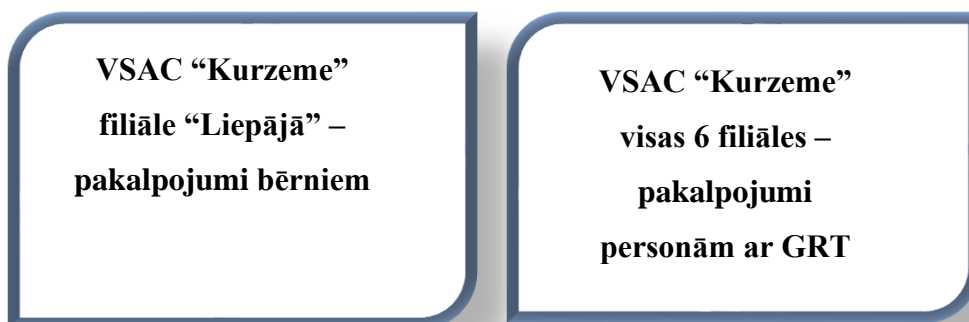 VSAC “Kurzeme”
filiāle “Liepājā” –
pakalpojumi bērniem
VSAC “Kurzeme”
visas 6 filiāles –
pakalpojumi
personām ar GRT